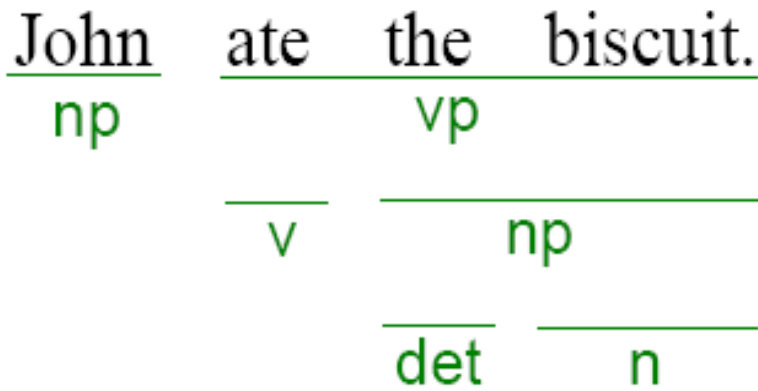 John ate the biscuit.
np vp
v np
det n